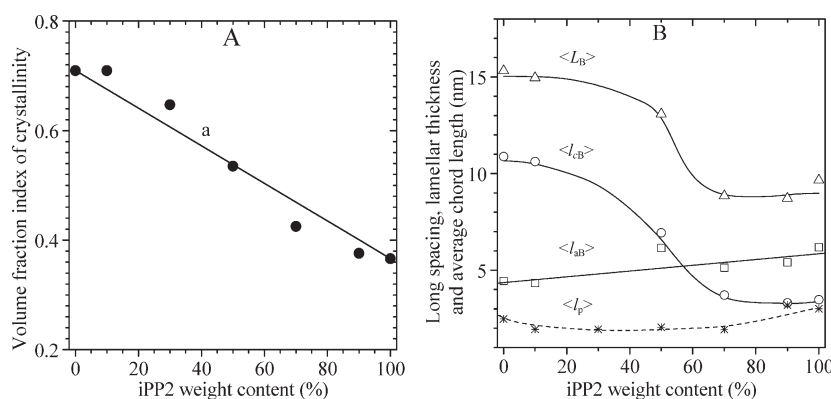 A
Volume fraction index of crystallinity
0.8
0.6
0.4
0.2
a
0 20 40 60 80 100
iPP2 weight content (%)
B
Long spacing, lamellar thickness
and average chord length (nm)
15
10
5
<L_B>
<l_cB>
<l_aB>
<l_p>
0 20 40 60 80 100
iPP2 weight content (%)